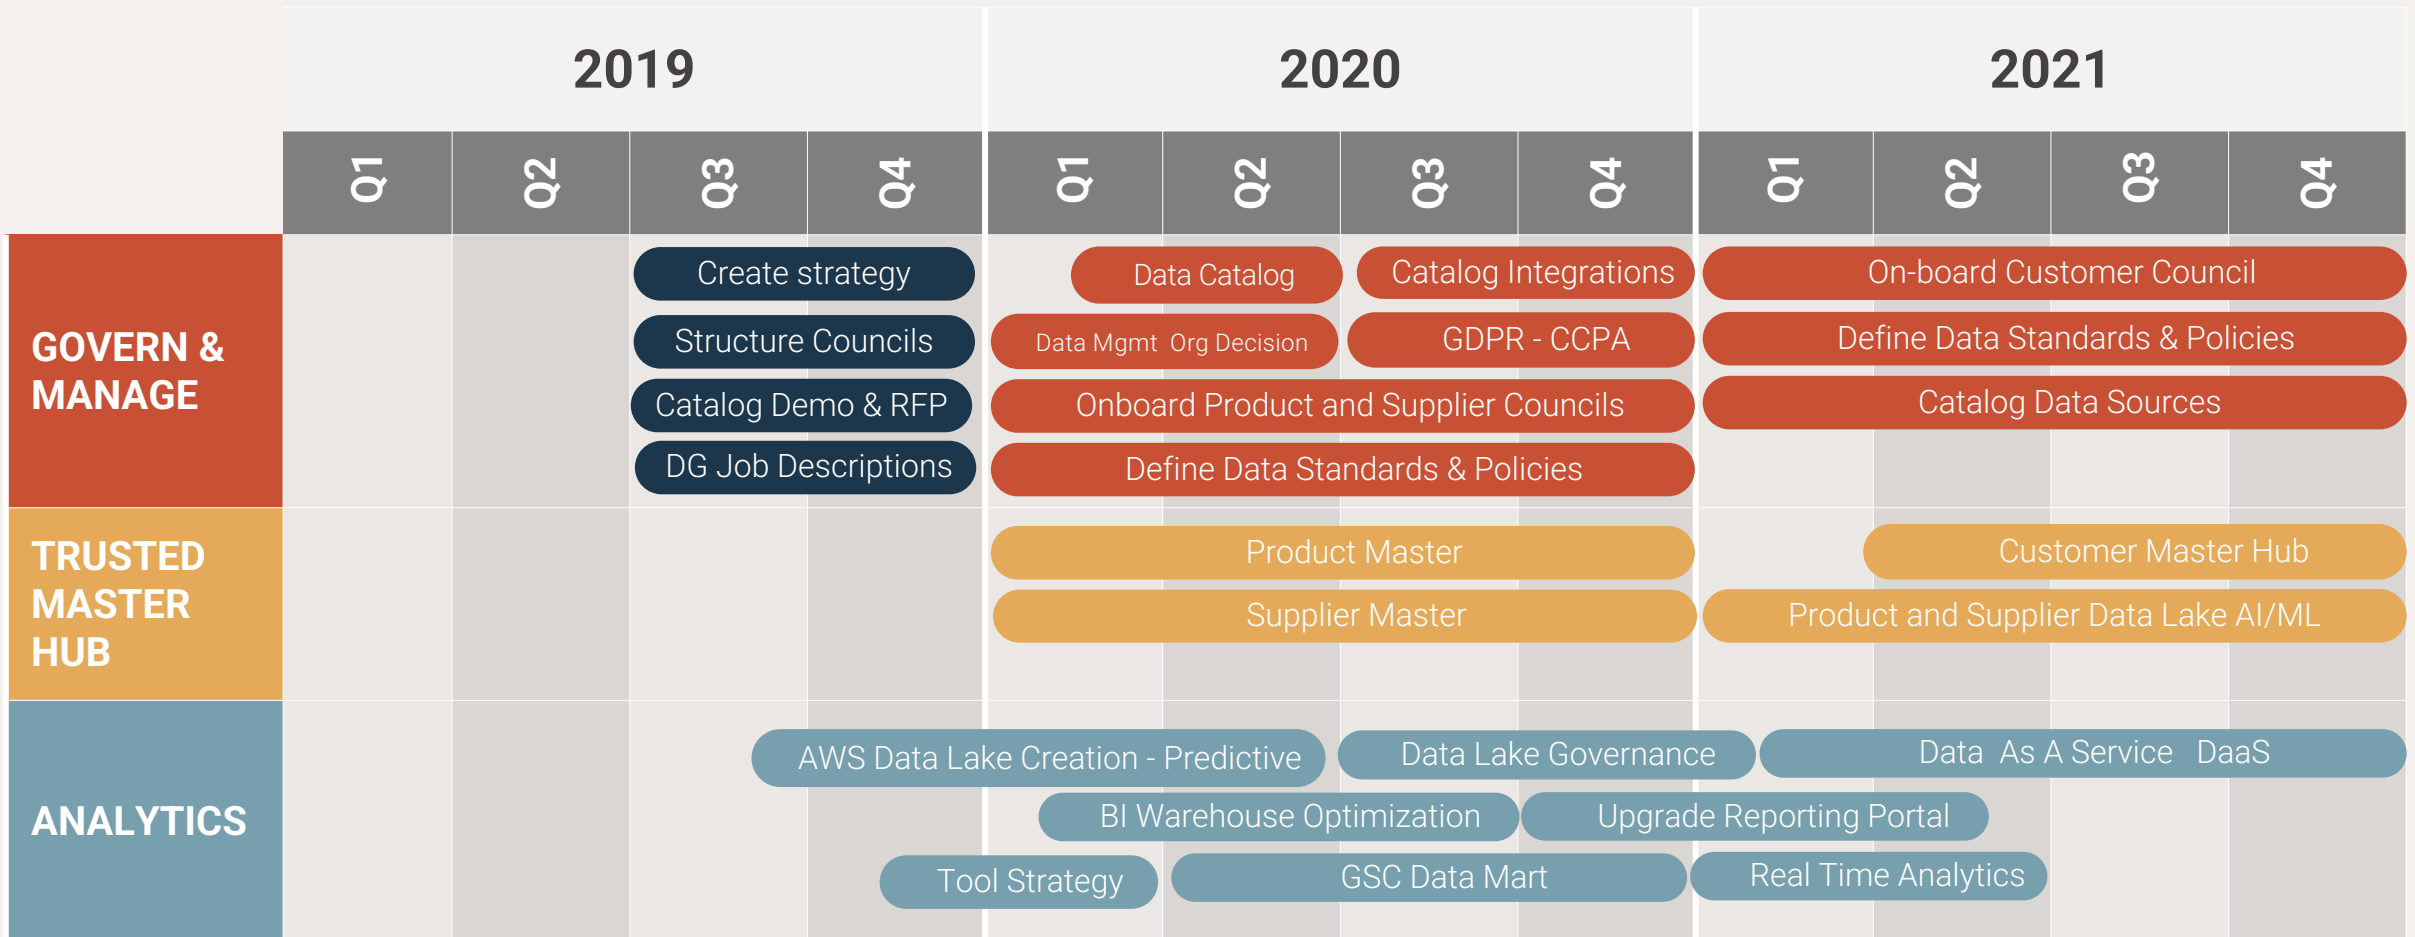 2019
2020
2021
Q1
Q2
Q3
Q4
Q1
Q2
Q3
Q4
Q1
Q2
Q3
Q4
GOVERN &
MANAGE
Create strategy
Data Catalog
Catalog Integrations
On-board Customer Council
Structure Councils
Data Mgmt  Org Decision
GDPR - CCPA
Define Data Standards & Policies
Catalog Demo & RFP
Onboard Product and Supplier Councils
Catalog Data Sources
DG Job Descriptions
Define Data Standards & Policies
TRUSTED
MASTER
HUB
Product Master
Customer Master Hub
Supplier Master
Product and Supplier Data Lake AI/ML
ANALYTICS
AWS Data Lake Creation - Predictive
Data Lake Governance
Data  As A Service   DaaS
BI Warehouse Optimization
Upgrade Reporting Portal
Tool Strategy
GSC Data Mart
Real Time Analytics